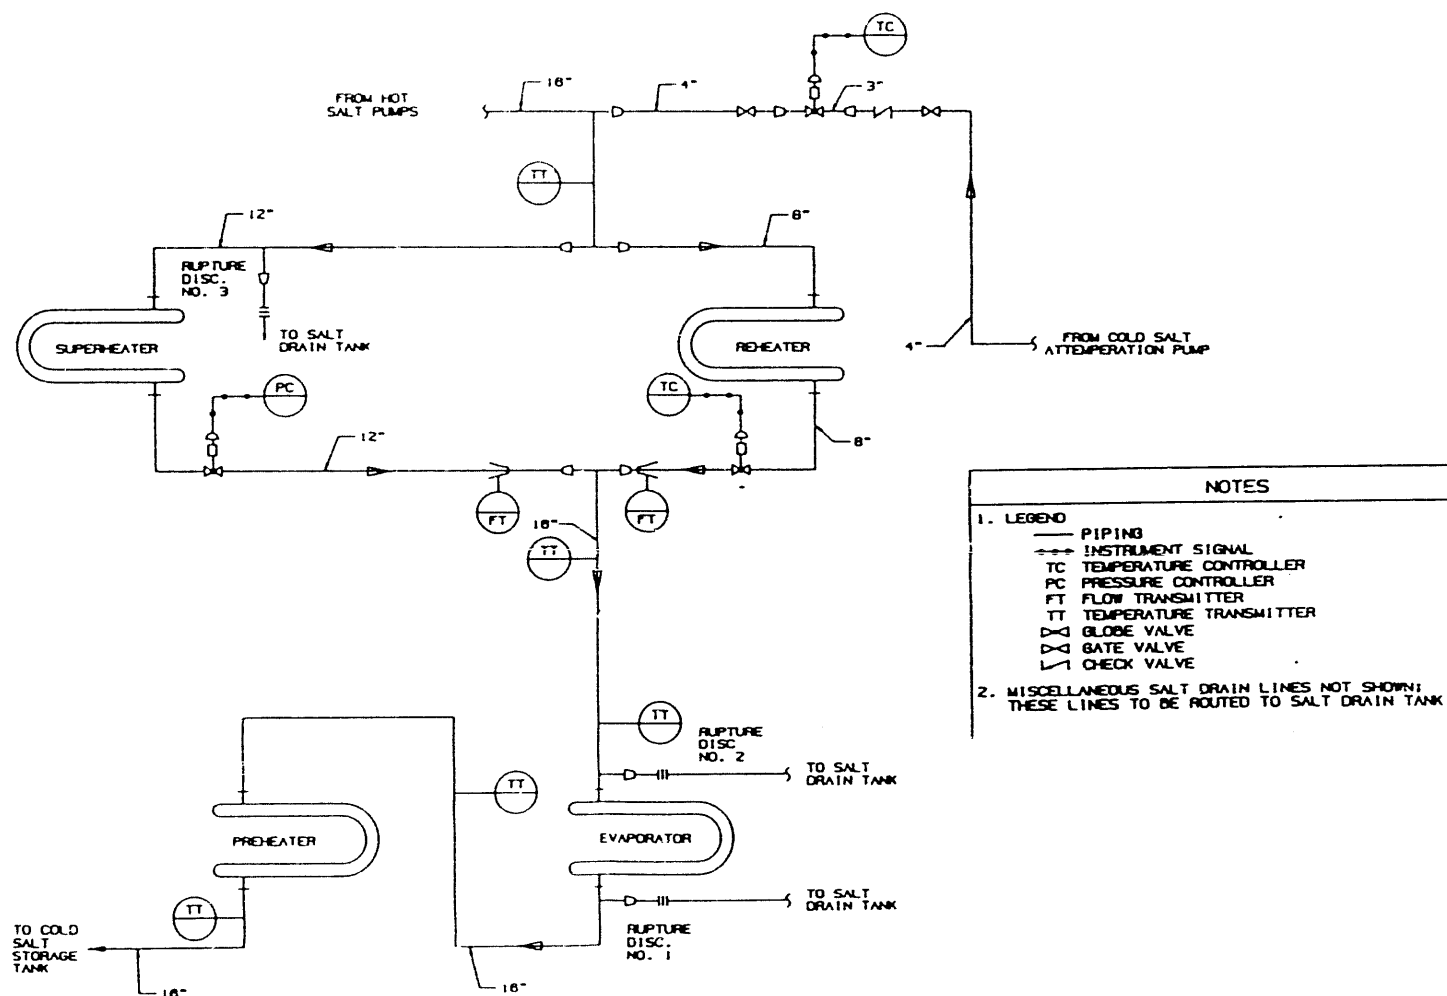 TC
16"
4"
3"
FROM HOT
SALT PUMPS
TT
12"
8"
RUPTURE
DISC.
NO. 3
TO SALT
DRAIN TANK
SUPERHEATER
REHEATER
4"
FROM COLD SALT
ATTEMPERATION PUMP
PC
TC
12"
8"
FT
FT
16"
TT
NOTES
1. LEGEND
PIPING
INSTRUMENT SIGNAL
TC TEMPERATURE CONTROLLER
PC PRESSURE CONTROLLER
FT FLOW TRANSMITTER
TT TEMPERATURE TRANSMITTER
GLOBE VALVE
GATE VALVE
CHECK VALVE
2. MISCELLANEOUS SALT DRAIN LINES NOT SHOWN;
THESE LINES TO BE ROUTED TO SALT DRAIN TANK
TT
RUPTURE
DISC
NO. 2
TO SALT
DRAIN TANK
TT
PREHEATER
EVAPORATOR
TO SALT
DRAIN TANK
TT
RUPTURE
DISC.
NO. 1
TO COLD
SALT
STORAGE
TANK
16"
16"